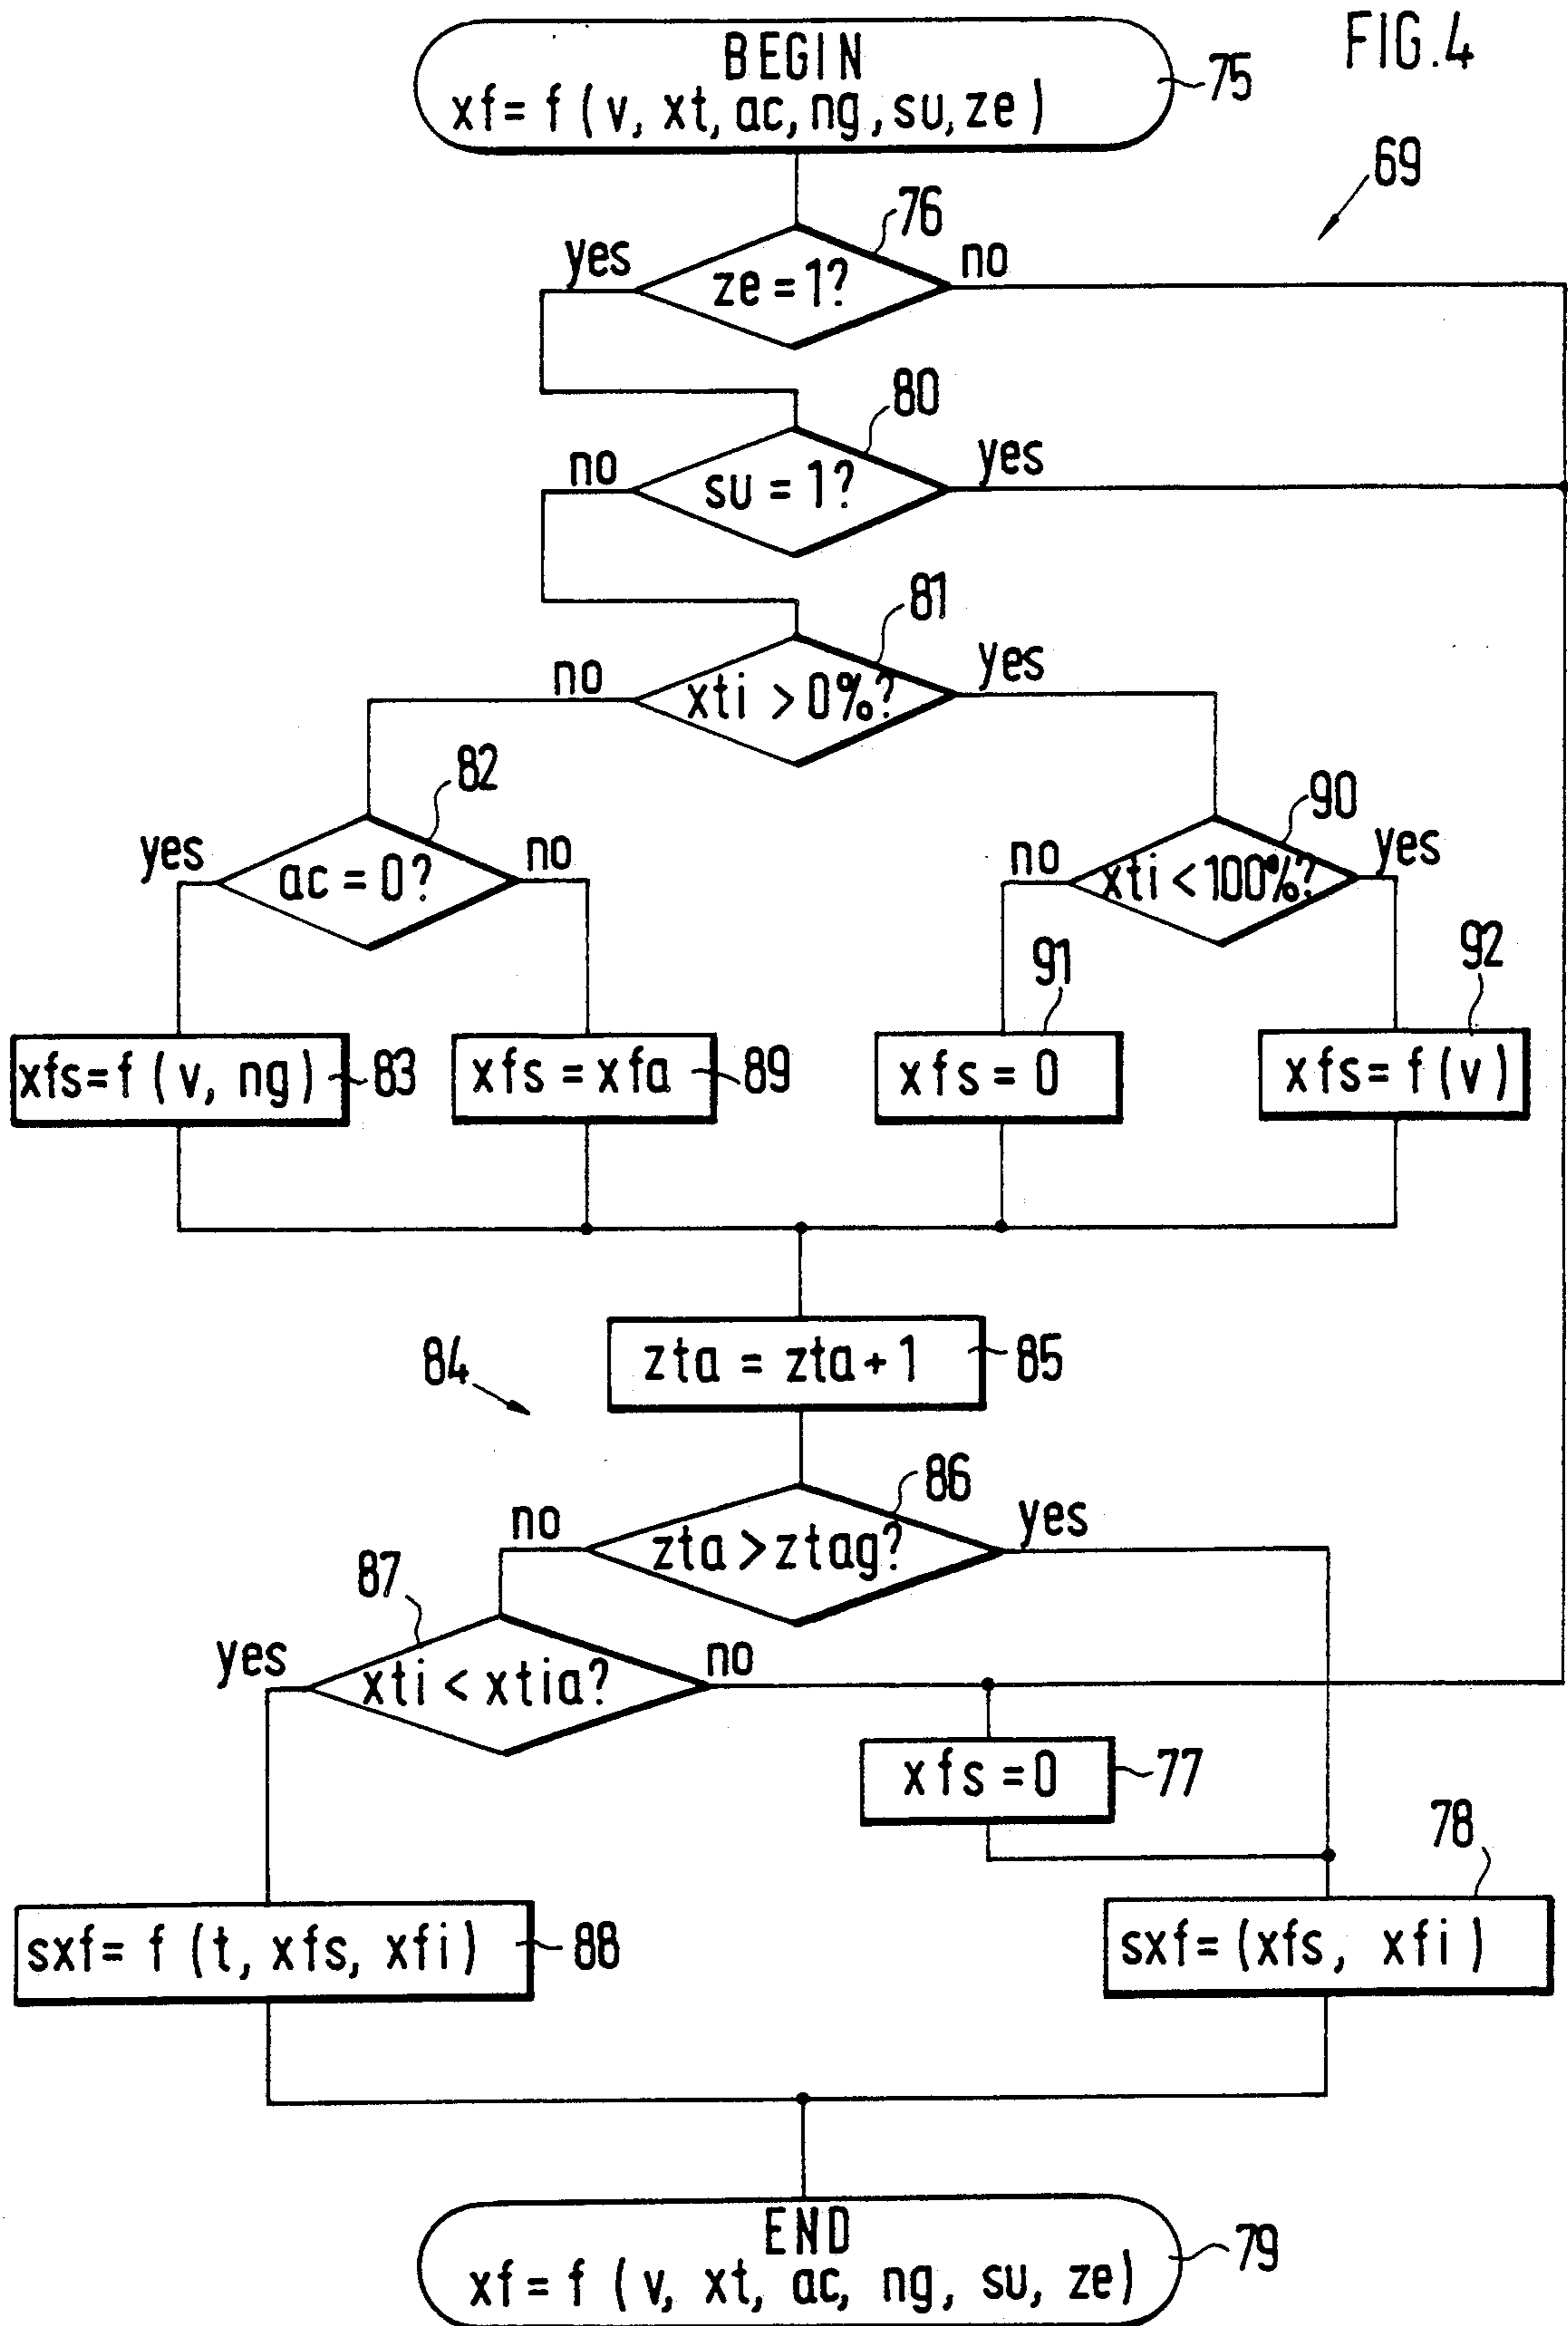 FIG.4
BEGIN
xf= f ( v, xt, ac, ng, su, ze )
75
69
76
yes
no
ze = 1?
80
no
yes
su = 1?
81
no
yes
xti > 0%?
82
90
yes
no
no
yes
ac = 0?
xti < 100%?
91
92
xfs=f ( v, ng)
83
xfs = xfa
89
xfs = 0
xfs= f (v)
84
zta = zta + 1
85
86
no
yes
zta > ztag?
87
yes
no
xti < xtia?
xfs =0
77
78
sxf= f (t, xfs, xfi)
88
sxf= (xfs, xfi )
END
xf= f ( v, xt, ac, ng, su, ze)
79